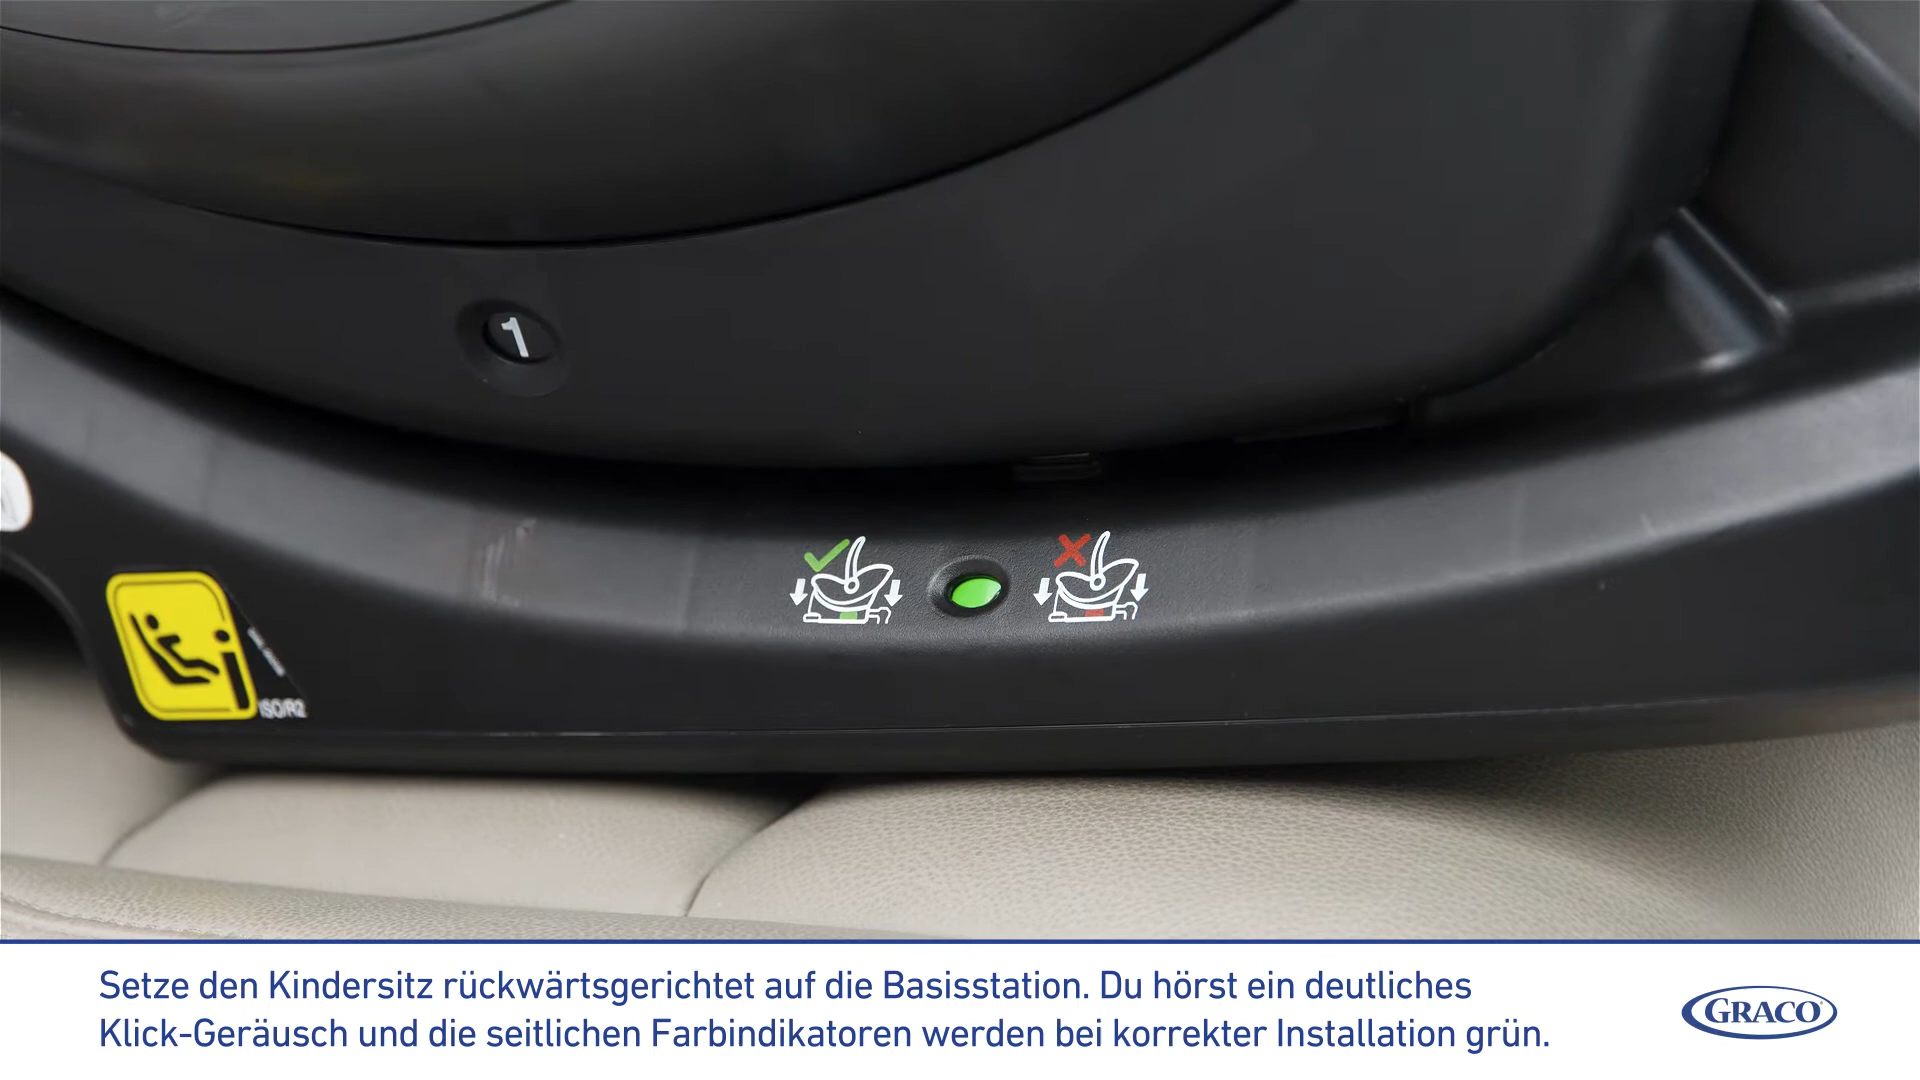 1
ISO/R2
Setze den Kindersitz rückwärtsgerichtet auf die Basisstation. Du hörst ein deutliches
Klick-Geräusch und die seitlichen Farbindikatoren werden bei korrekter Installation grün.
GRACO